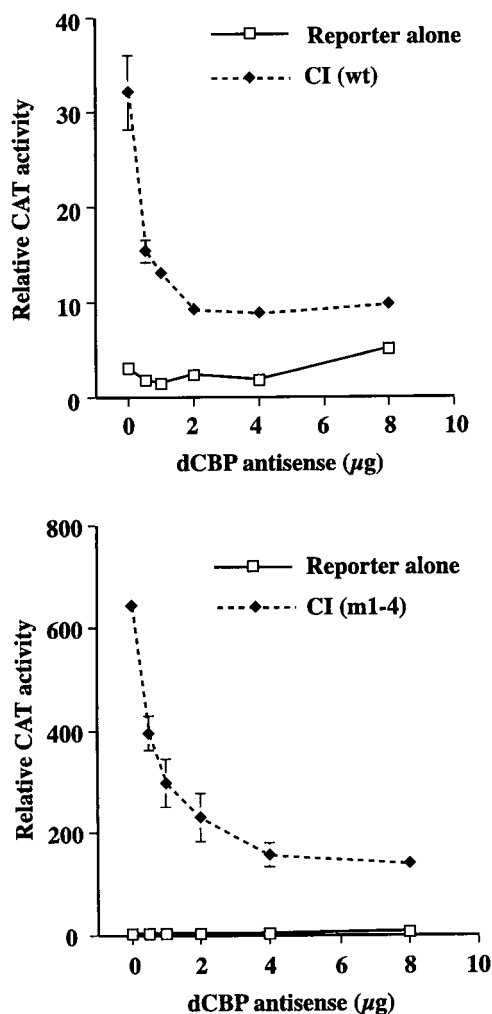 40
30
20
10
0
Relative CAT activity
Reporter alone
CI (wt)
0 2 4 6 8 10
dCBP antisense (µg)
800
600
400
200
0
Relative CAT activity
Reporter alone
CI (m1-4)
0 2 4 6 8 10
dCBP antisense (µg)